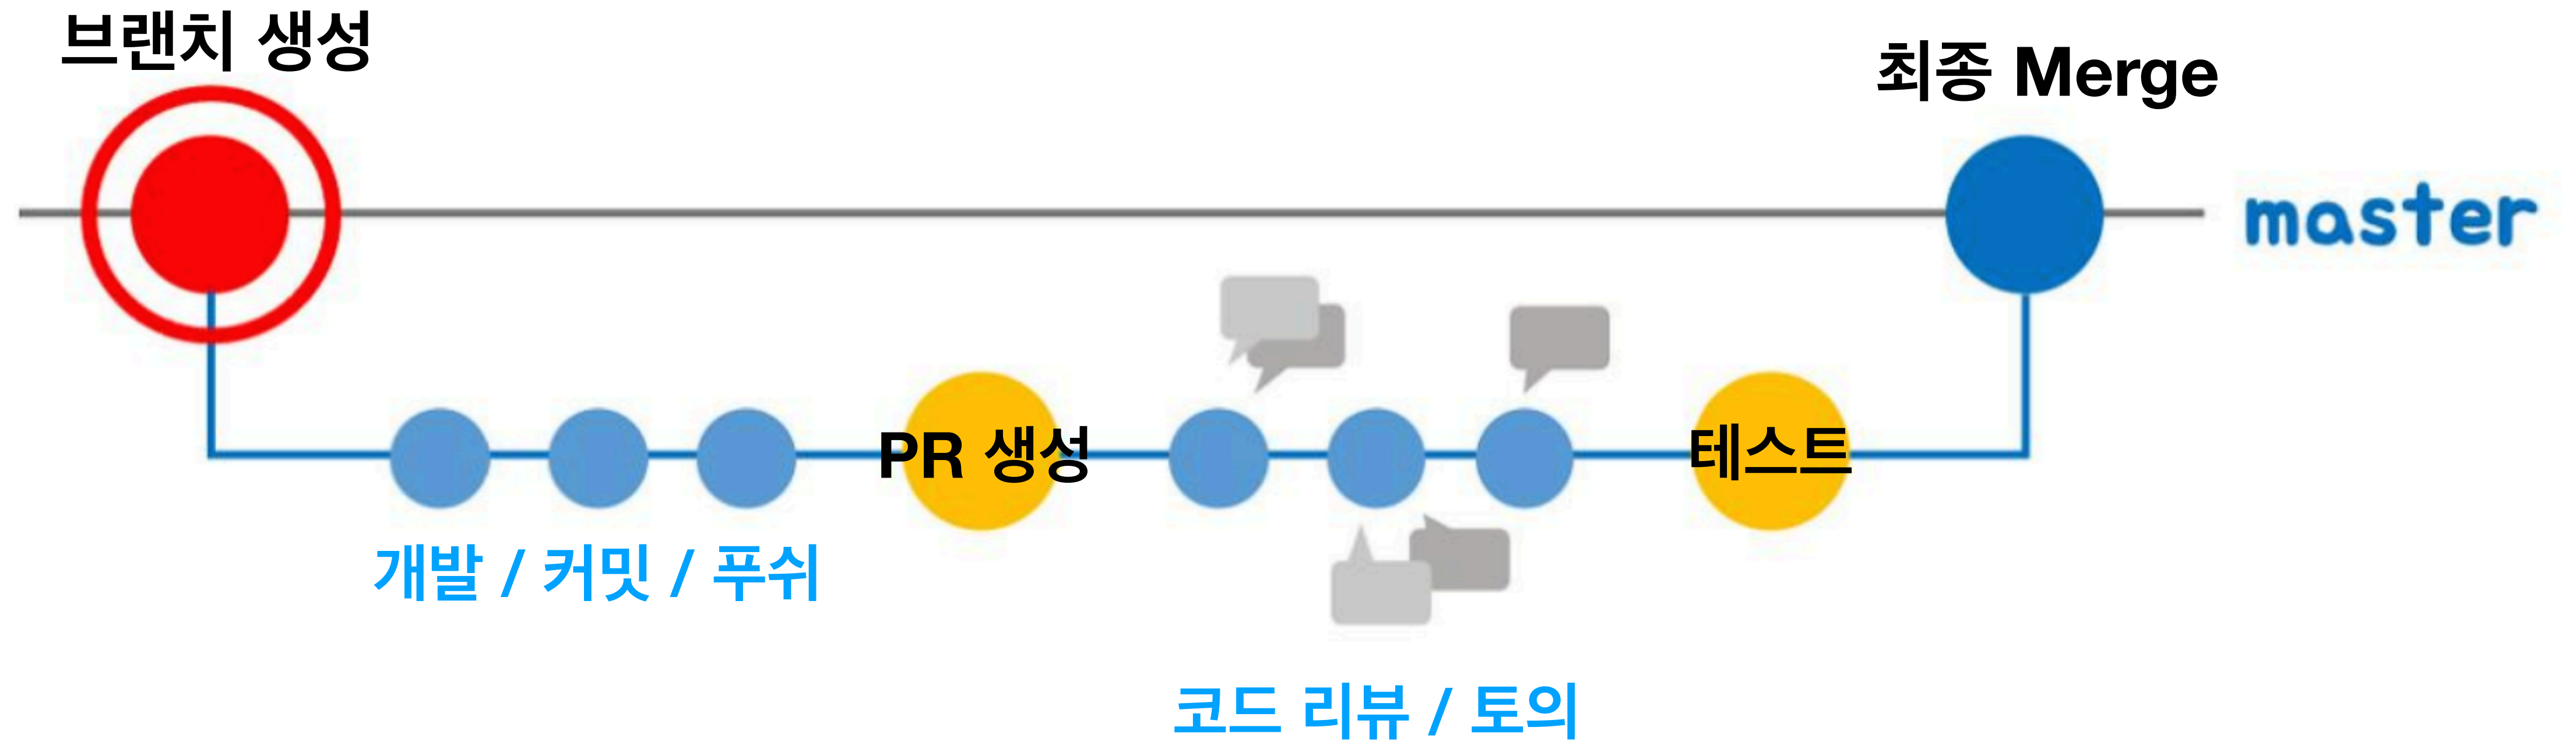 브랜치 생성
최종 Merge
master
PR 생성
테스트
개발 / 커밋 / 푸쉬
코드 리뷰 / 토의